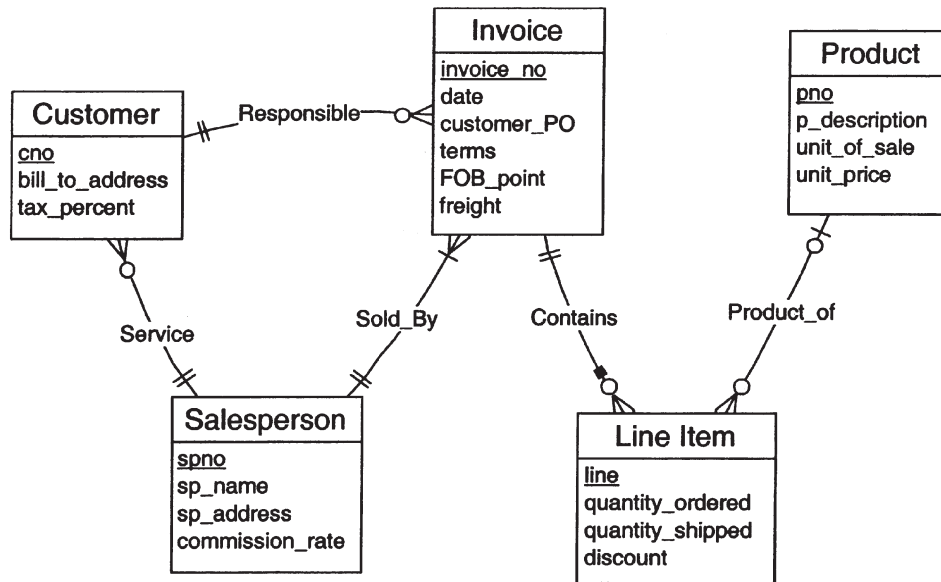 Invoice
invoice_no
date
customer_PO
terms
FOB_point
freight
Product
pno
p_description
unit_of_sale
unit_price
Customer
cno
bill_to_address
tax_percent
Responsible
Service
Sold_By
Contains
Product_of
Salesperson
spno
sp_name
sp_address
commission_rate
Line Item
line
quantity_ordered
quantity_shipped
discount